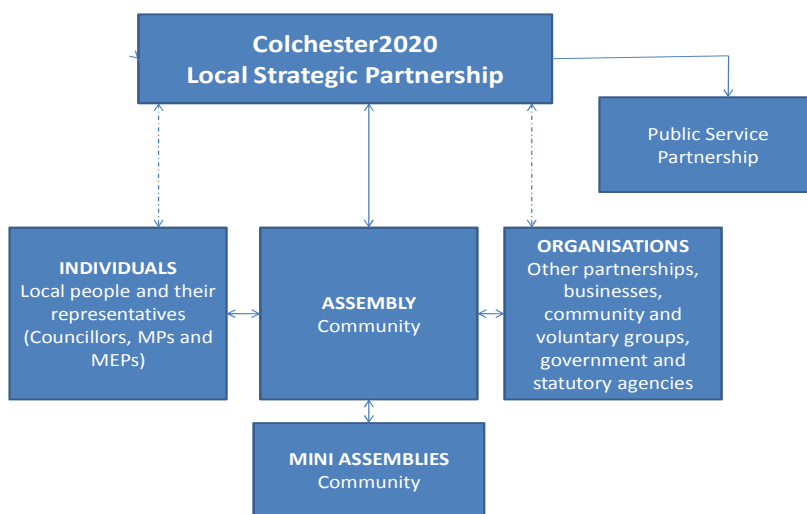 Colchester2020
Local Strategic Partnership
Public Service
Partnership
INDIVIDUALS
Local people and their
representatives
(Councillors, MPs and
MEPs)
ASSEMBLY
Community
ORGANISATIONS
Other partnerships,
businesses,
community and
voluntary groups,
government and
statutory agencies
MINI ASSEMBLIES
Community